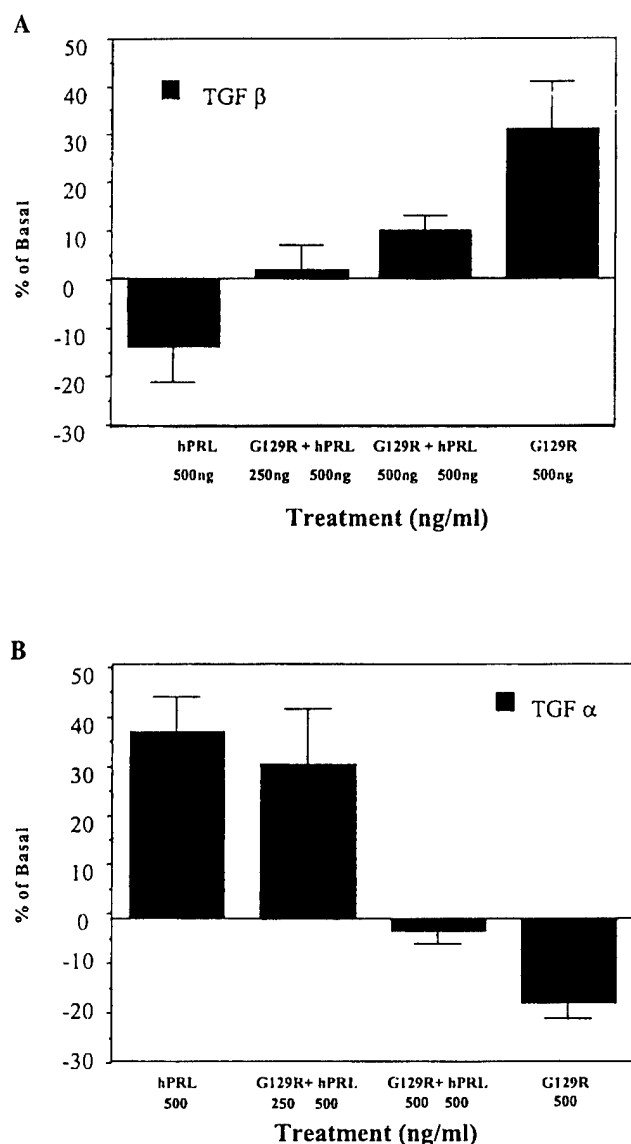 A
50
40
30
20
10
0
-10
-20
-30
% of Basal
TGF β
hPRL G129R + hPRL G129R + hPRL G129R
500ng 250ng 500ng 500ng 500ng 500ng
Treatment (ng/ml)
B
50
40
30
20
10
0
-10
-20
-30
% of Basal
TGF α
hPRL G129R+ hPRL G129R+ hPRL G129R
500 250 500 500 500 500
Treatment (ng/ml)